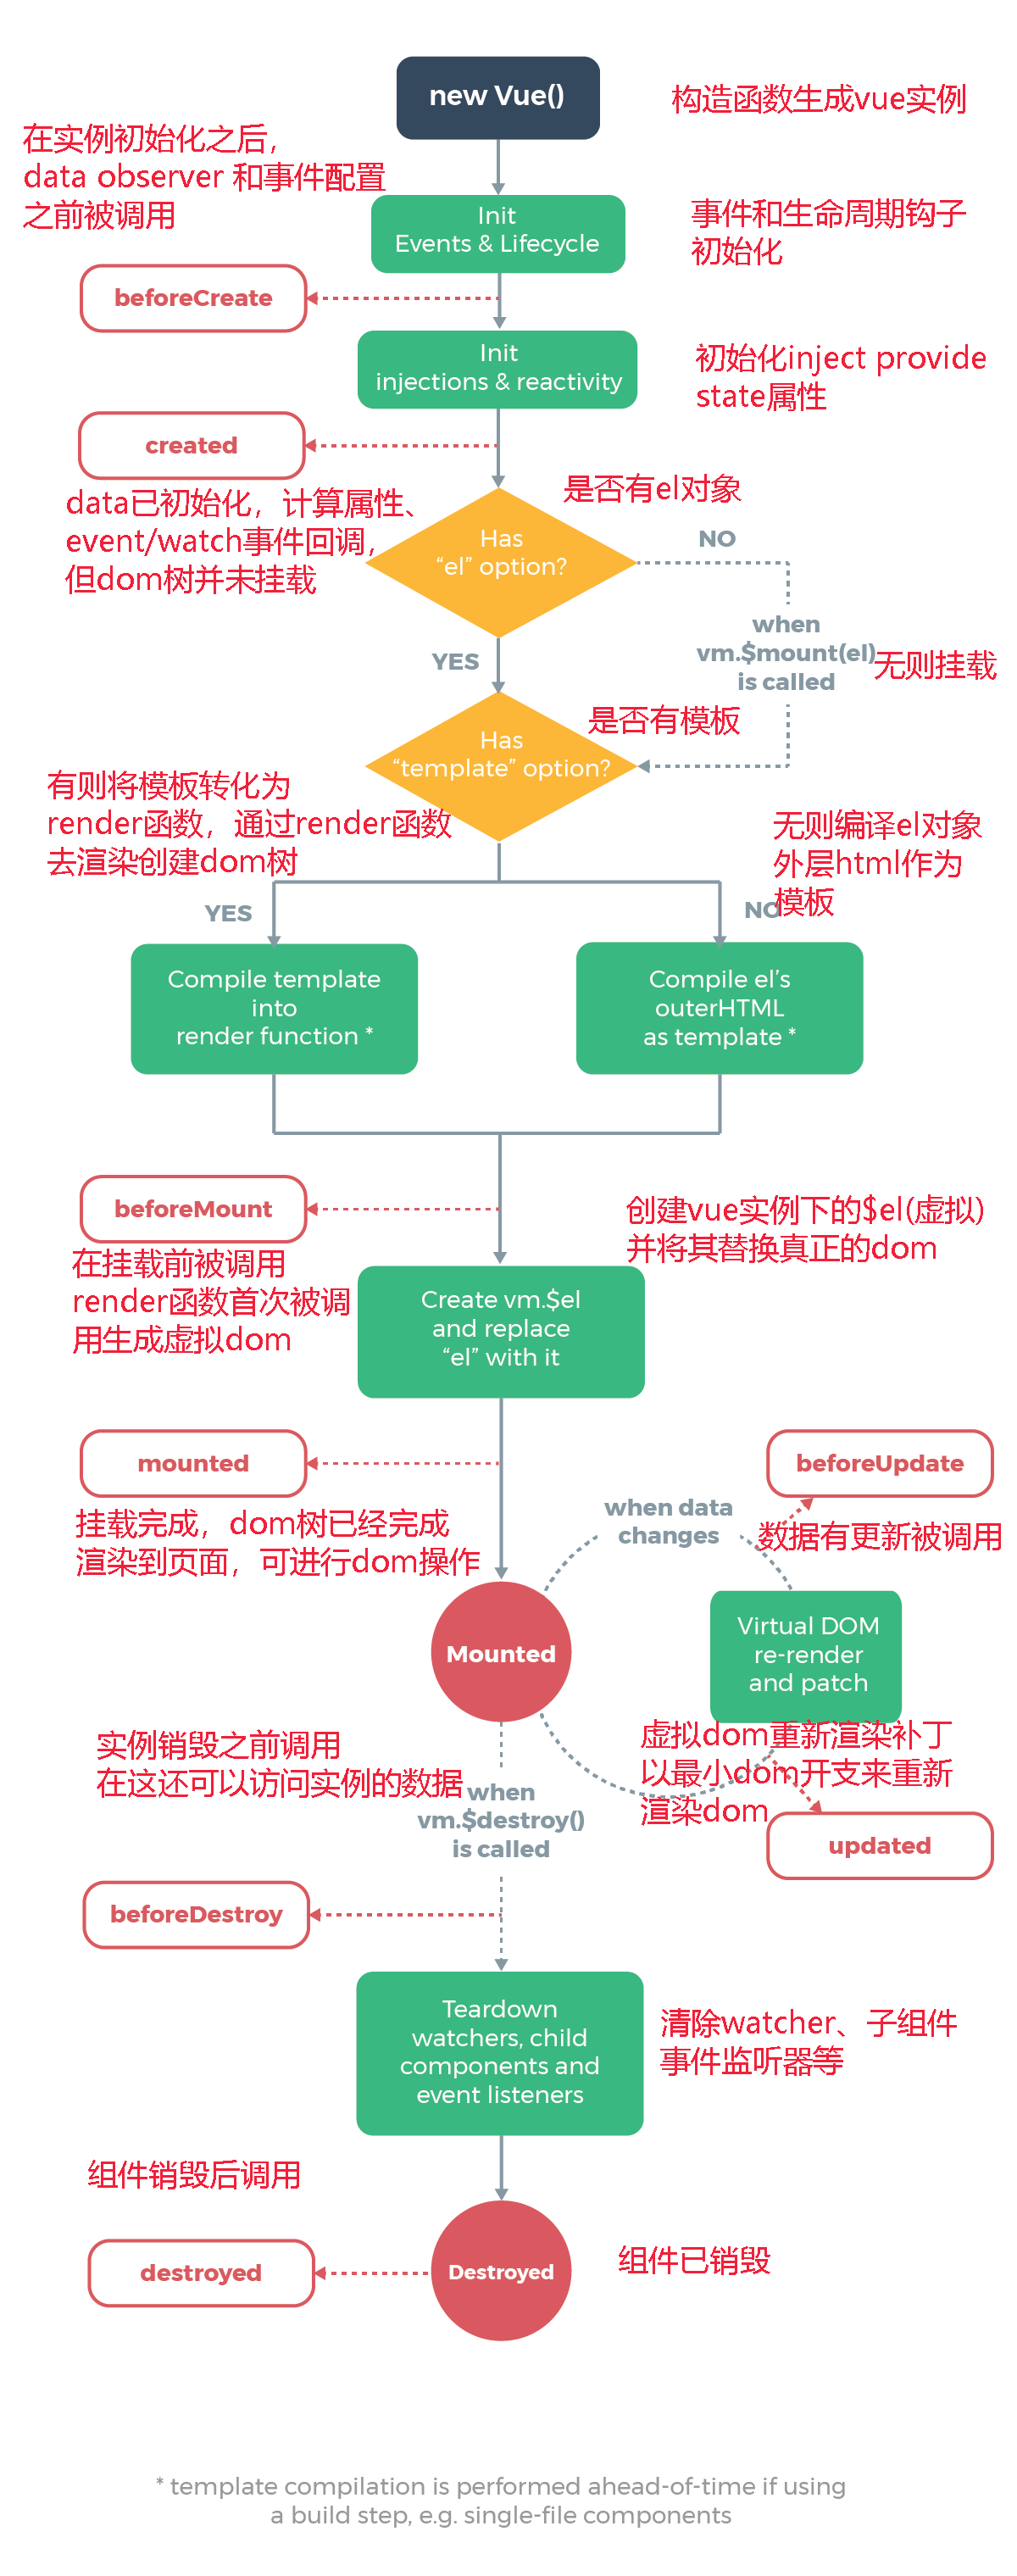 new Vue()
构造函数生成vue实例
在实例初始化之后，
data observer 和事件配置
之前被调用
Init
Events & Lifecycle
事件和生命周期钩子
初始化
beforeCreate
Init
injections & reactivity
初始化inject provide
state属性
created
data已初始化，计算属性、
event/watch事件回调，
但dom树并未挂载
是否有el对象
Has
“el” option?
NO
when
vm.$mount(el)
is called
无则挂载
YES
是否有模板
Has
“template” option?
有则将模板转化为
render函数，通过render函数
去渲染创建dom树
无则编译el对象
外层html作为
模板
YES
NO
Compile template
into
render function *
Compile el’s
outerHTML
as template *
beforeMount
在挂载前被调用
render函数首次被调
用生成虚拟dom
创建vue实例下的$el(虚拟)
并将其替换真正的dom
Create vm.$el
and replace
“el” with it
mounted
挂载完成，dom树已经完成
渲染到页面，可进行dom操作
beforeUpdate
when data
changes
数据有更新被调用
Mounted
Virtual DOM
re-render
and patch
虚拟dom重新渲染补丁
以最小dom开支来重新
渲染dom
updated
实例销毁之前调用
在这还可以访问实例的数据
when
vm.$destroy()
is called
beforeDestroy
Teardown
watchers, child
components and
event listeners
清除watcher、子组件
事件监听器等
组件销毁后调用
destroyed
Destroyed
组件已销毁
* template compilation is performed ahead-of-time if using
a build step, e.g. single-file components